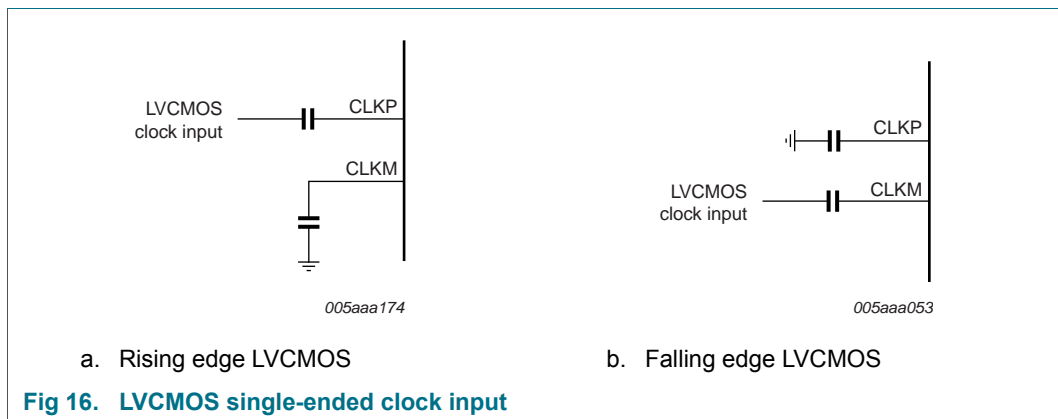 LVCMOS
clock input
CLKP
CLKM
005aaa174
a. Rising edge LVCMOS
CLKP
LVCMOS
clock input
CLKM
005aaa053
b. Falling edge LVCMOS
Fig 16. LVCMOS single-ended clock input